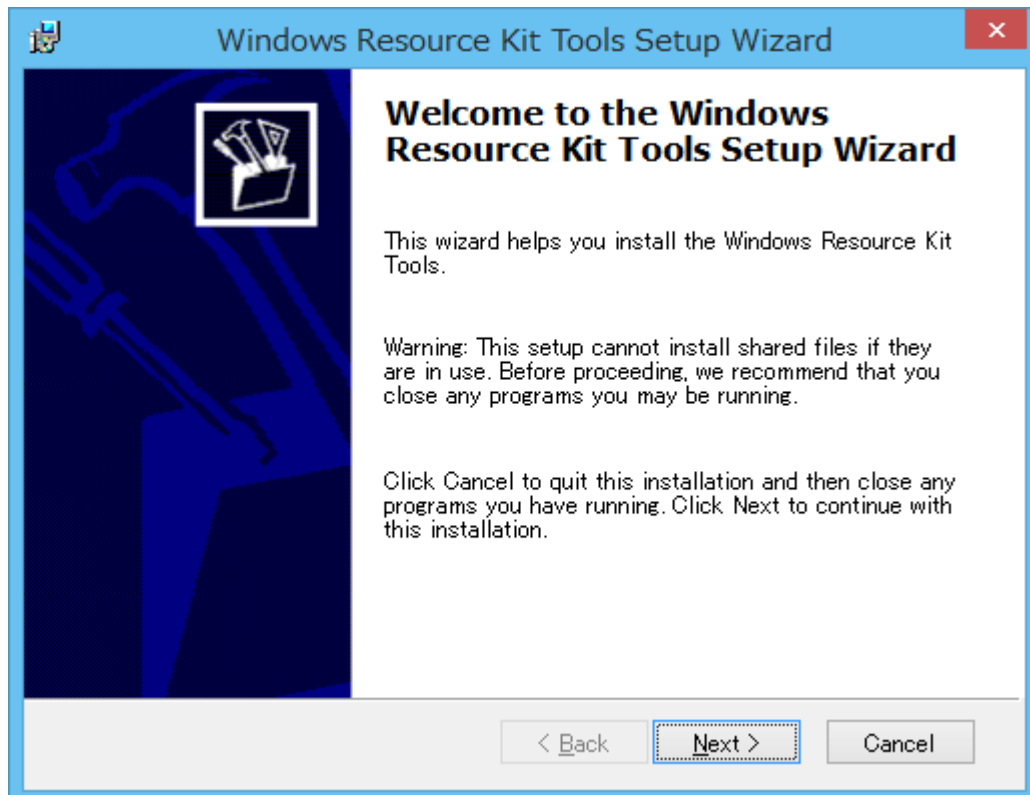 Windows Resource Kit Tools Setup Wizard
Welcome to the Windows
Resource Kit Tools Setup Wizard
This wizard helps you install the Windows Resource Kit
Tools.
Warning: This setup cannot install shared files if they
are in use. Before proceeding, we recommend that you
close any programs you may be running.
Click Cancel to quit this installation and then close any
programs you have running. Click Next to continue with
this installation.
< Back
Next >
Cancel